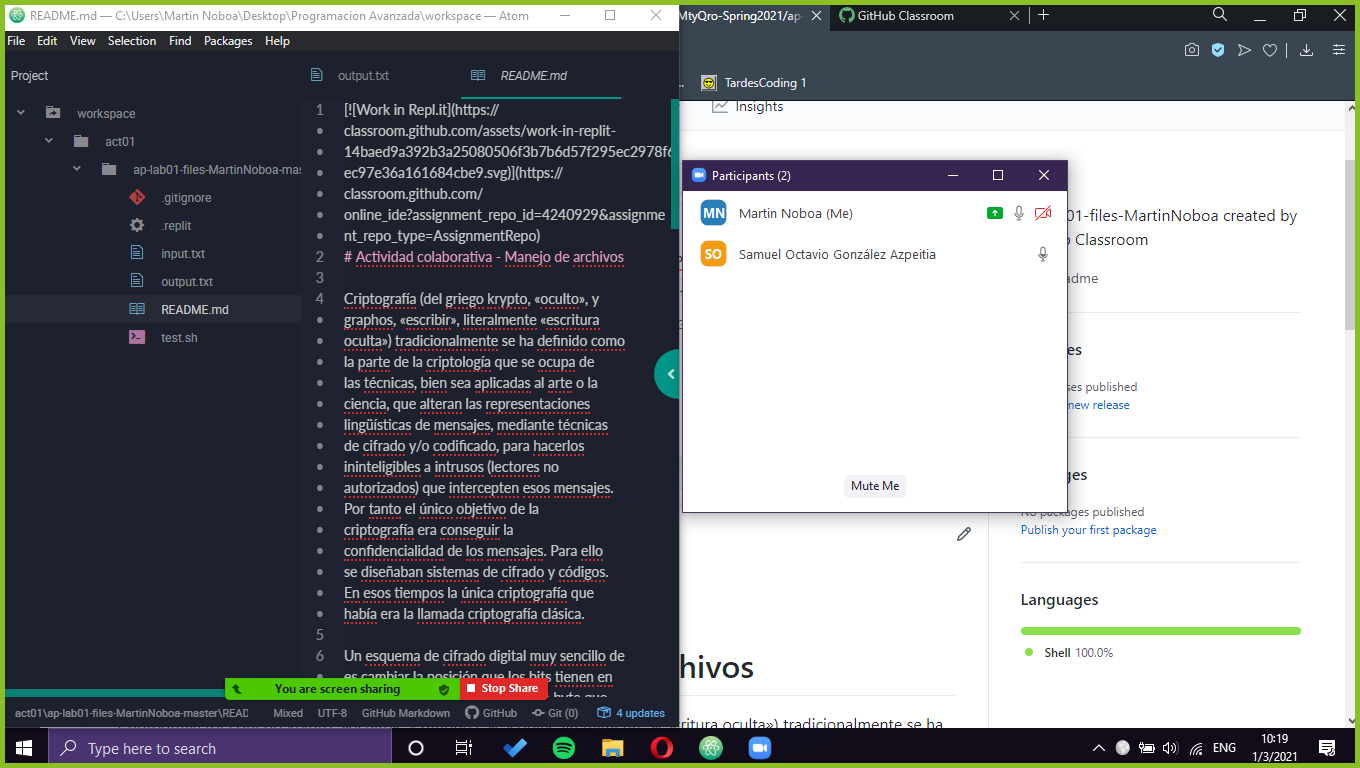 README.md — C:\Users\Martin Noboa\Desktop\Programacion Avanzada\workspace — Atom
File Edit View Selection Find Packages Help
Project
workspace
act01
ap-lab01-files-MartinNoboa-mas
.gitignore
.replit
input.txt
output.txt
README.md
test.sh
output.txt
README.md
1 [![Work in Repl.it](https://
classroom.github.com/assets/work-in-replit-
14baed9a392b3a25080506f3b7b6d57f295ec2978f6
ec97e36a161684cbe9.svg)](https://
classroom.github.com/
online_ide?assignment_repo_id=4240929&assignme
nt_repo_type=AssignmentRepo)
2 # Actividad colaborativa - Manejo de archivos
3
4 Criptografía (del griego krypto, «oculto», y
graphos, «escribir», literalmente «escritura
oculta») tradicionalmente se ha definido como
la parte de la criptología que se ocupa de
las técnicas, bien sea aplicadas al arte o la
ciencia, que alteran las representaciones
lingüísticas de mensajes, mediante técnicas
de cifrado y/o codificado, para hacerlos
ininteligibles a intrusos (lectores no
autorizados) que intercepten esos mensajes.
Por tanto el único objetivo de la
criptografía era conseguir la
confidencialidad de los mensajes. Para ello
se diseñaban sistemas de cifrado y códigos.
En esos tiempos la única criptografía que
había era la llamada criptografía clásica.
5
6 Un esquema de cifrado digital muy sencillo de
es cambiar la posición que los bits tienen en
byte que
You are screen sharing
Stop Share
act01\ap-lab01-files-MartinNoboa-master\READ Mixed UTF-8 GitHub Markdown GitHub Git (0) 4 updates
MtyQro-Spring2021/ap-
GitHub Classroom
TardesCoding 1
Insights
Participants (2)
MN Martin Noboa (Me)
SO Samuel Octavio González Azpeitia
Mute Me
01-files-MartinNoboa created by
Classroom
dme
es
ses published
new release
ges
No packages published
Publish your first package
Languages
Shell 100.0%
hivos
ritura oculta») tradicionalmente se ha
Type here to search
ENG
10:19
1/3/2021